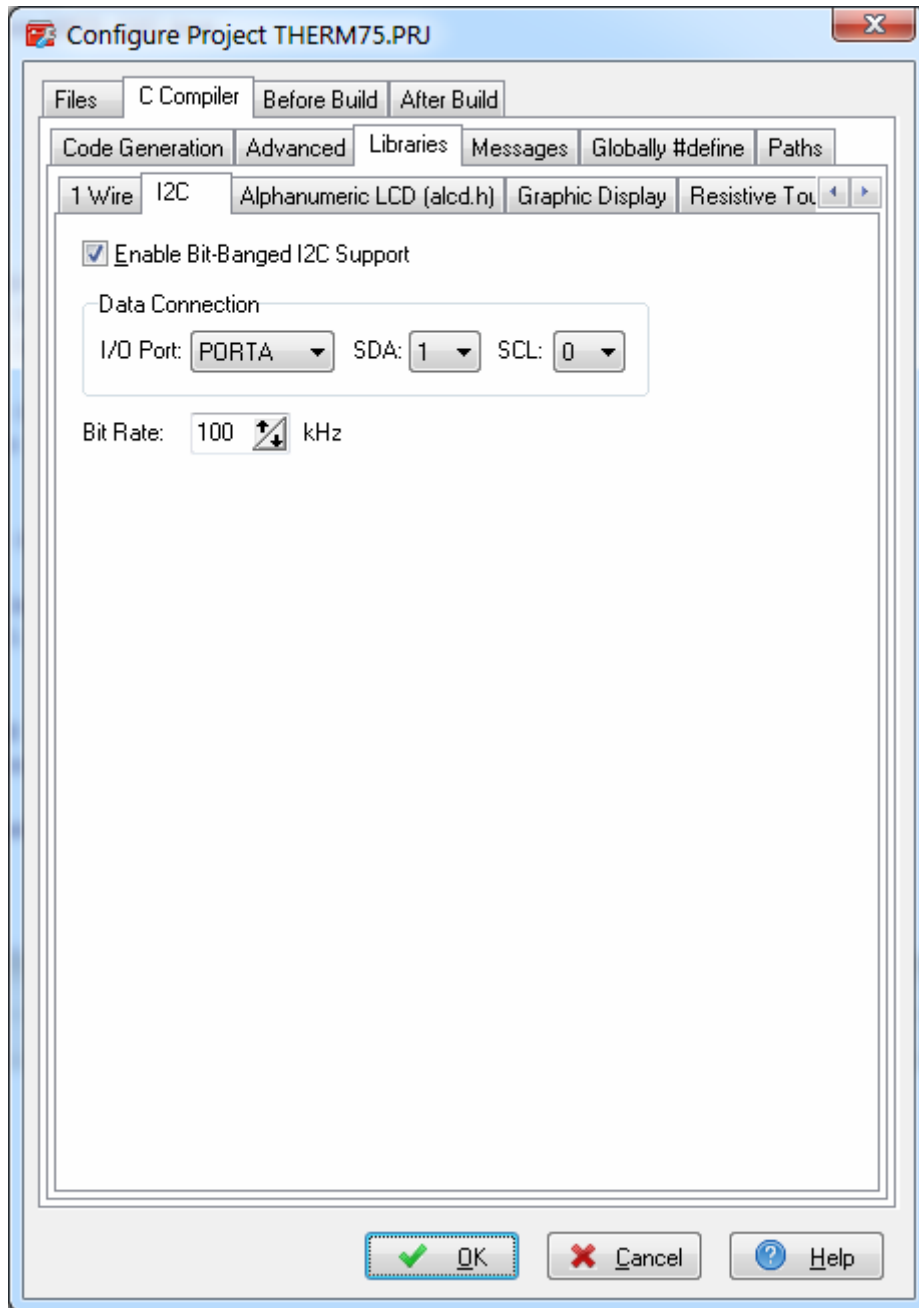 Configure Project THERM75.PRJ
Files C Compiler Before Build After Build
Code Generation Advanced Libraries Messages Globally #define Paths
1 Wire I2C Alphanumeric LCD (alcd.h) Graphic Display Resistive Tou
Enable Bit-Banged I2C Support
Data Connection
I/O Port: PORTA SDA: 1 SCL: 0
Bit Rate: 100 kHz
OK Cancel Help